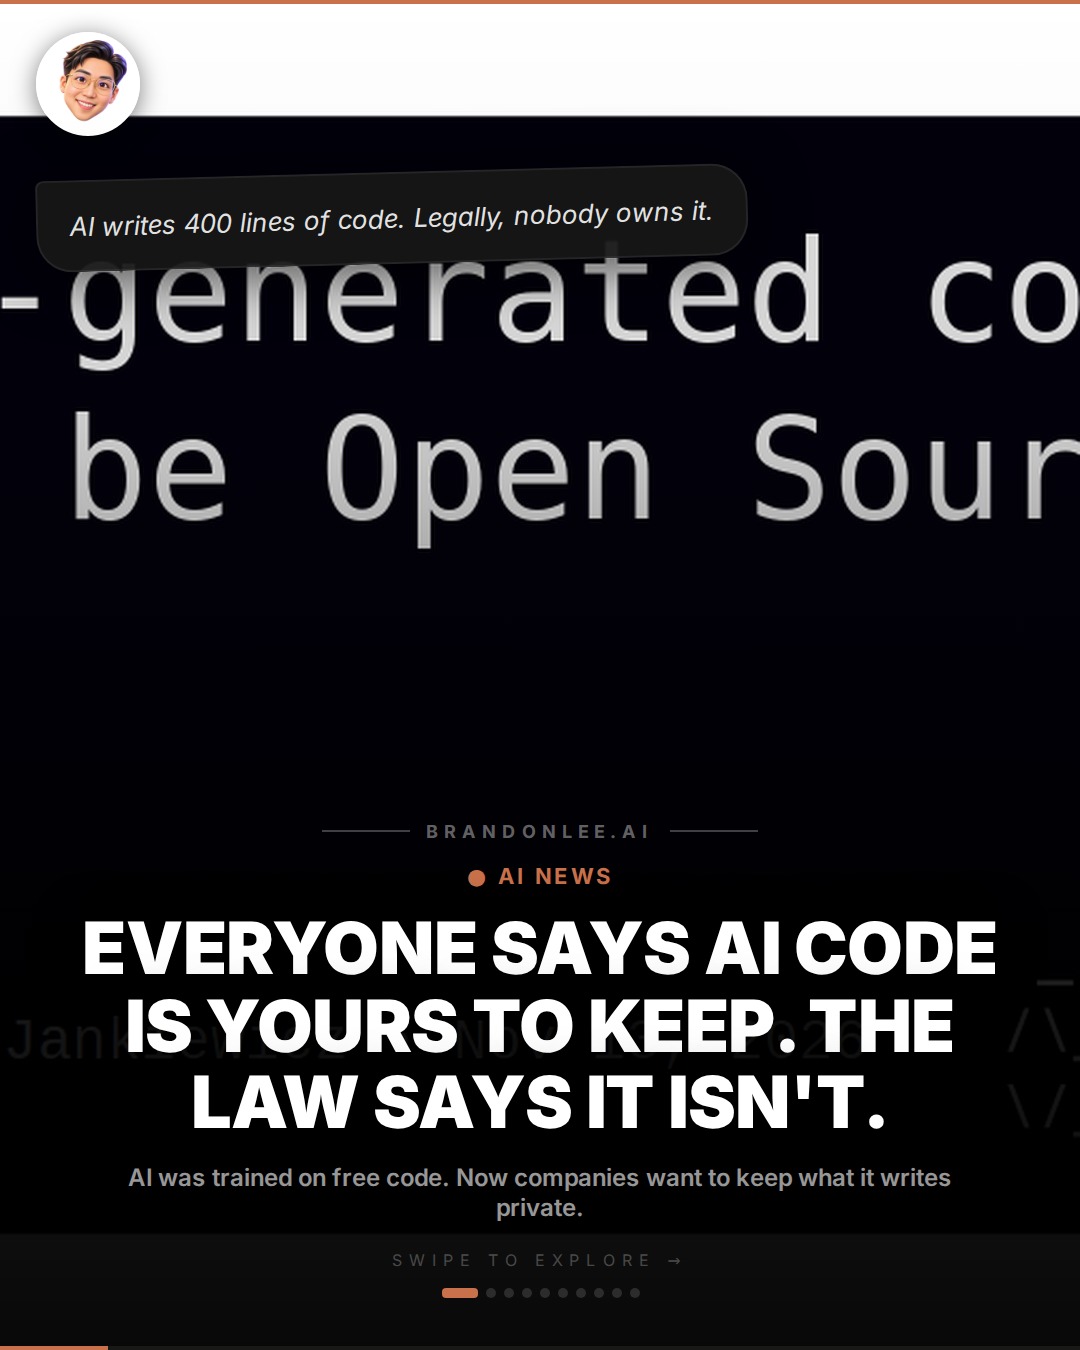 AI writes 400 lines of code. Legally, nobody owns it.
-generated co
be Open Sour
BRANDONLEE.AI
AI NEWS
EVERYONE SAYS AI CODE
IS YOURS TO KEEP. THE
LAW SAYS IT ISN'T.
AI was trained on free code. Now companies want to keep what it writes
private.
SWIPE TO EXPLORE →